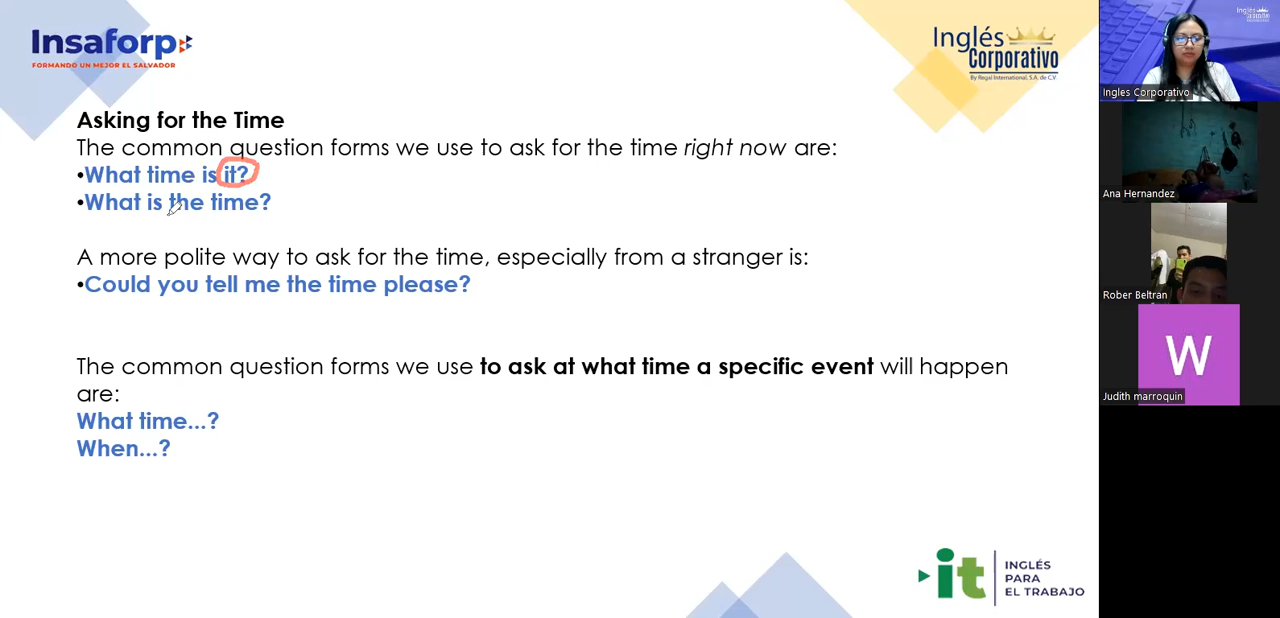 Insaforp
FORMANDO UN MEJOR EL SALVADOR
Inglés
Corporativo
By Regal International, S.A. de C.V.
Asking for the Time
The common question forms we use to ask for the time right now are:
•What time is it?
•What is the time?
A more polite way to ask for the time, especially from a stranger is:
•Could you tell me the time please?
The common question forms we use to ask at what time a specific event will happen
are:
What time...?
When...?
it
INGLÉS
PARA
EL TRABAJO
Ingles Corporativo
Ana Hernandez
Rober Beltran
W
Judith marroquin